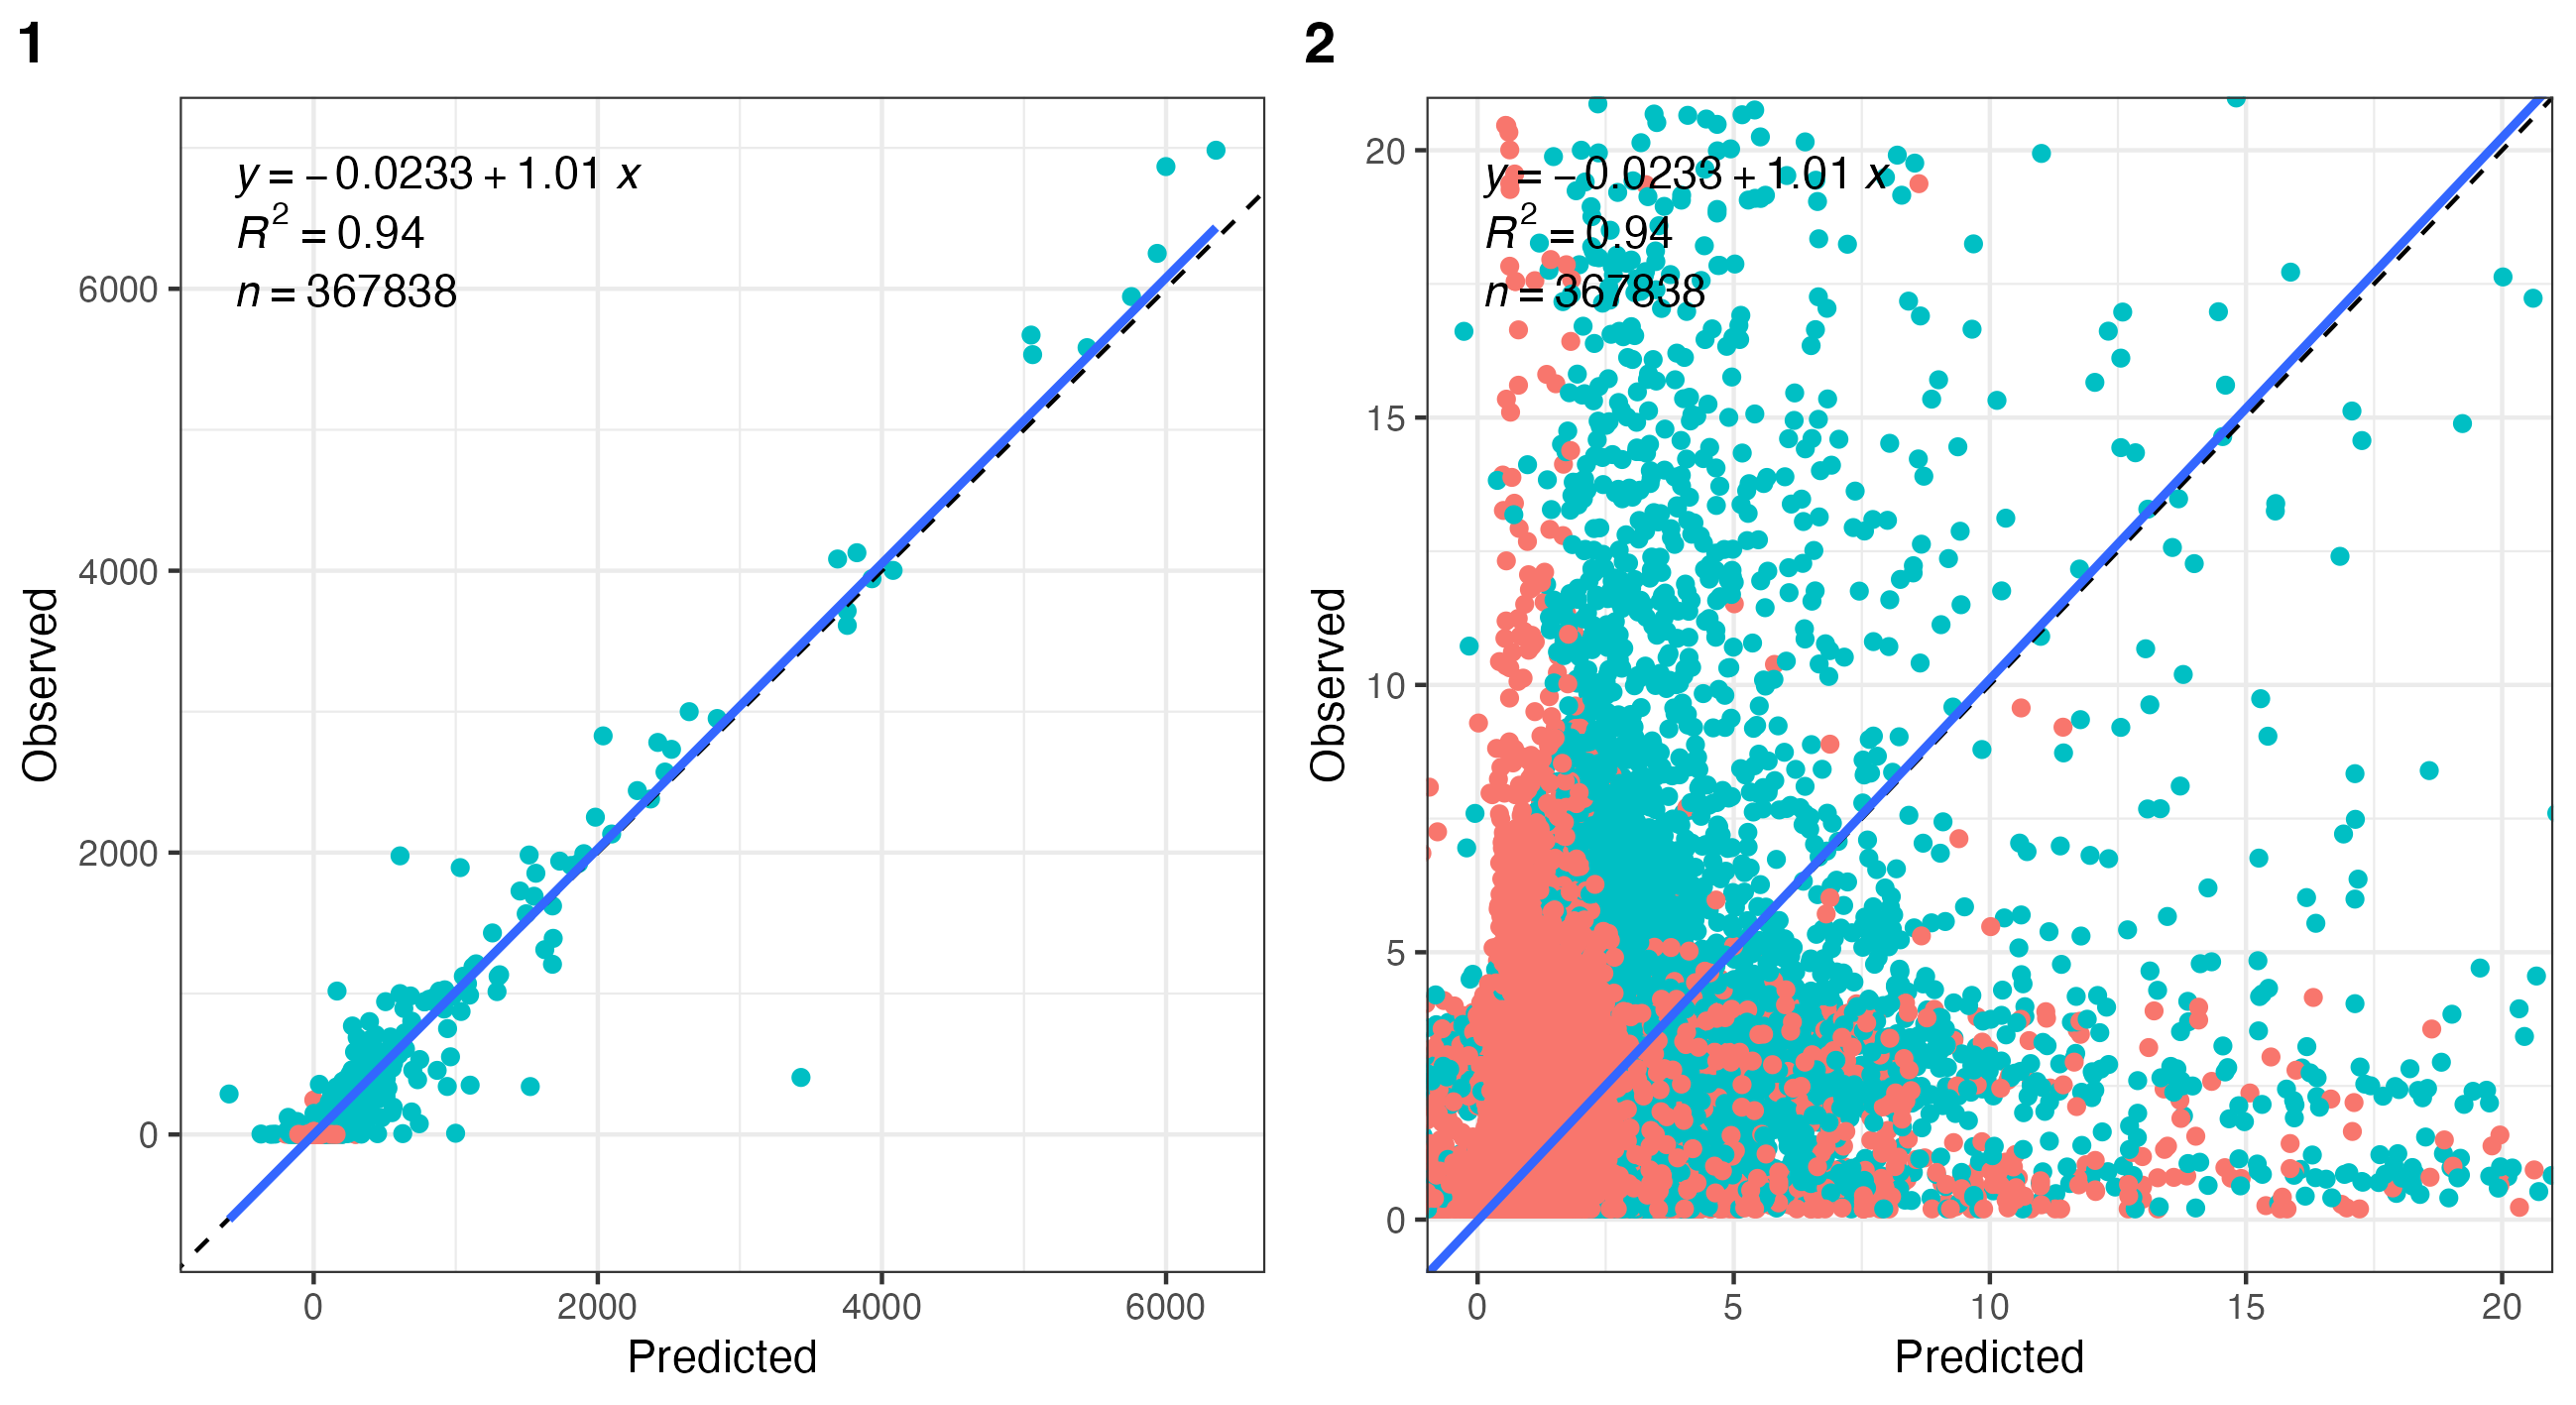 1
y = −0.0233 + 1.01 x
R² = 0.94
n = 367838
6000
4000
2000
0
Observed
0 2000 4000 6000
Predicted
2
y = −0.0233 + 1.01 x
R² = 0.94
n = 367838
20
15
10
5
0
Observed
0 5 10 15 20
Predicted